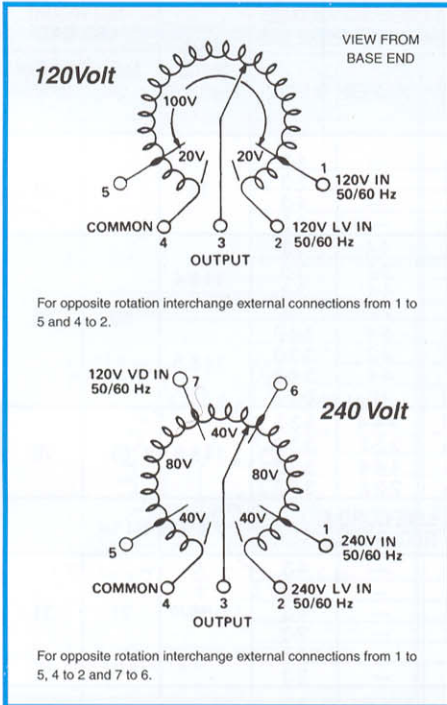 VIEW FROM
BASE END
120Volt
100V
20V 20V
5
1
120V IN
50/60 Hz
COMMON
4
3
2
120V LV IN
50/60 Hz
OUTPUT
For opposite rotation interchange external connections from 1 to
5 and 4 to 2.
120V VD IN
50/60 Hz
7
6
240 Volt
40V
80V 80V
40V 40V
5
1
240V IN
50/60 Hz
COMMON
4
3
2
240V LV IN
50/60 Hz
OUTPUT
For opposite rotation interchange external connections from 1 to
5, 4 to 2 and 7 to 6.